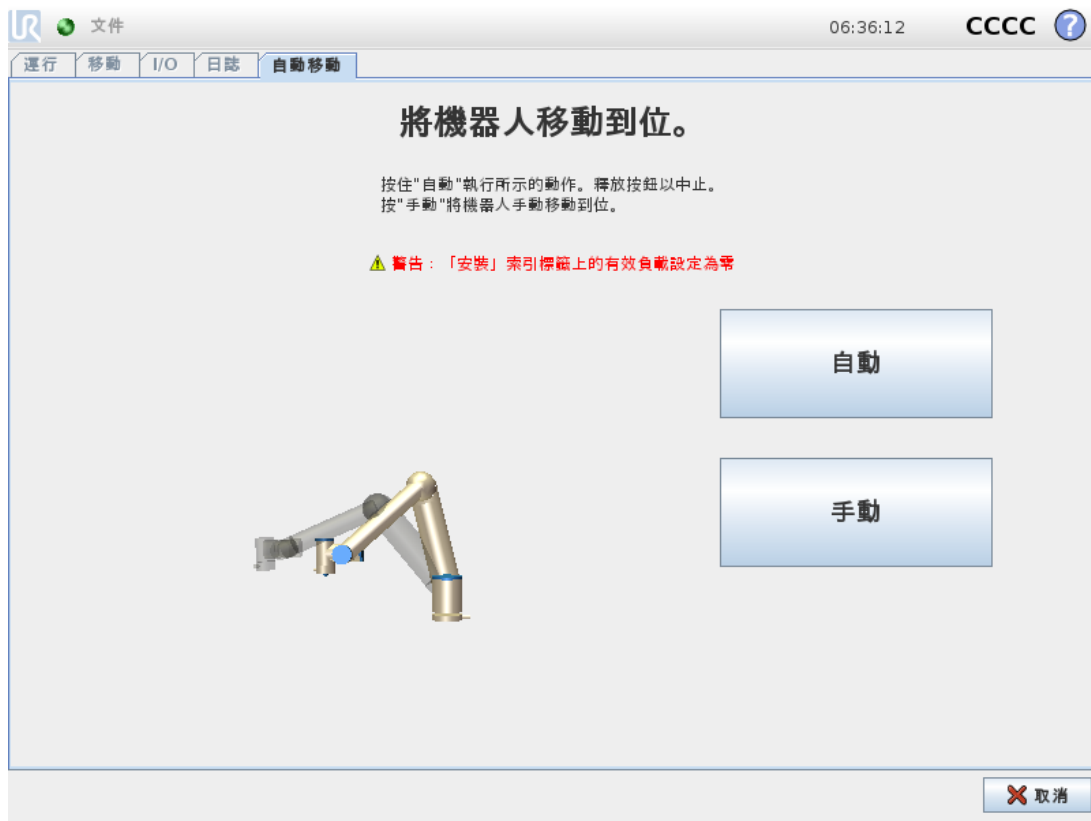 UR 文件 06:36:12 CCCC ?
運行 移動 I/O 日誌 自動移動
將機器人移動到位。
按住"自動"執行所示的動作。釋放按鈕以中止。
按"手動"將機器人手動移動到位。
警告：「安裝」索引標籤上的有效負載設定為零
自動
手動
取消